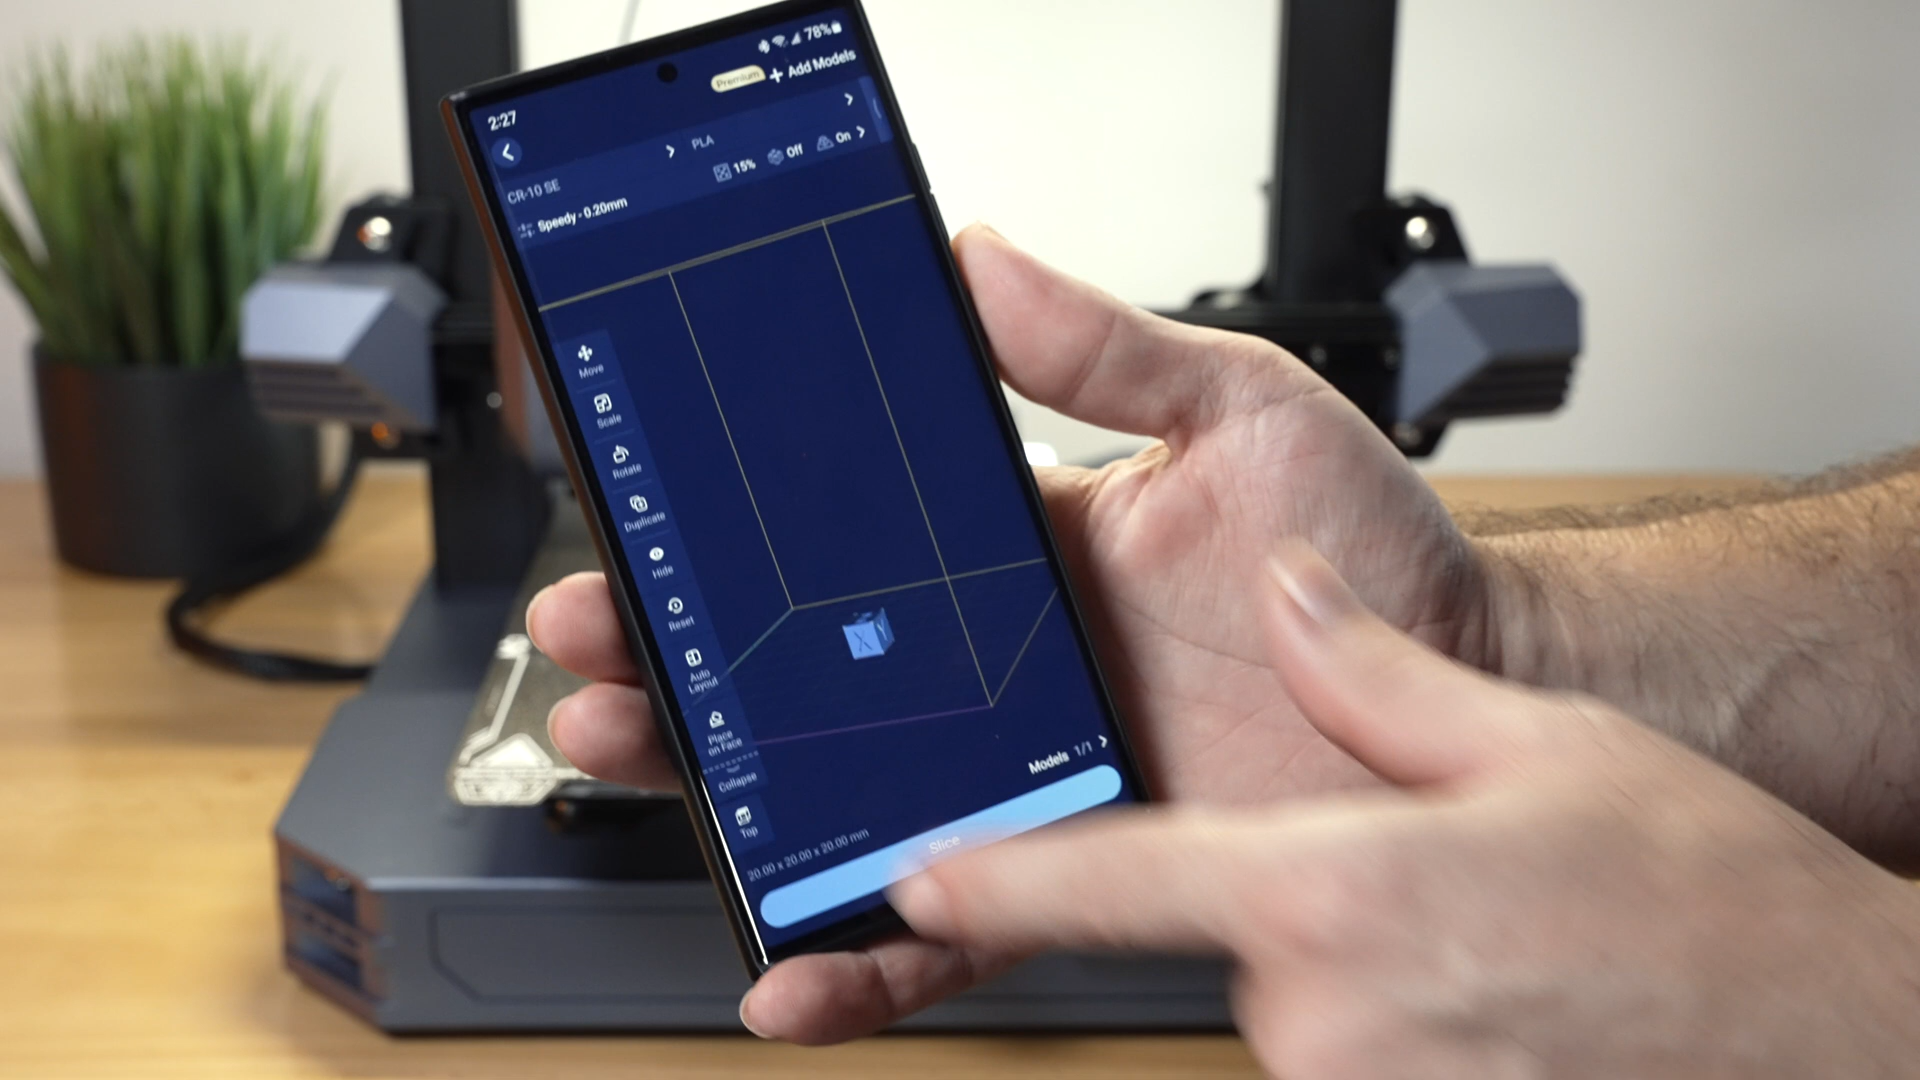 2:27
78%
Premium
+ Add Models
CR-10 SE
PLA
Speedy - 0.20mm
15%
Off
On
Move
Scale
Rotate
Duplicate
Hide
Reset
Auto
Layout
Place
on Face
Collapse
Top
X
Y
Models 1/1
20.00 x 20.00 x 20.00 mm
Slice